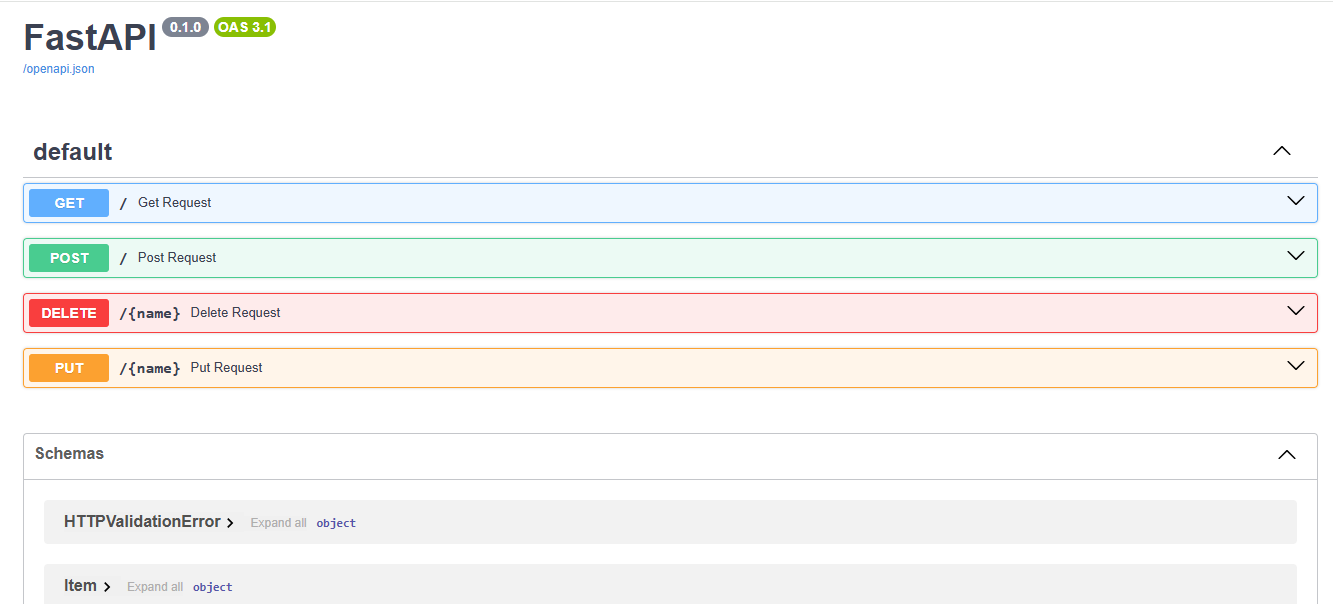 FastAPI 0.1.0 OAS 3.1
/openapi.json
default
GET / Get Request
POST / Post Request
DELETE /{name} Delete Request
PUT /{name} Put Request
Schemas
HTTPValidationError Expand all object
Item Expand all object